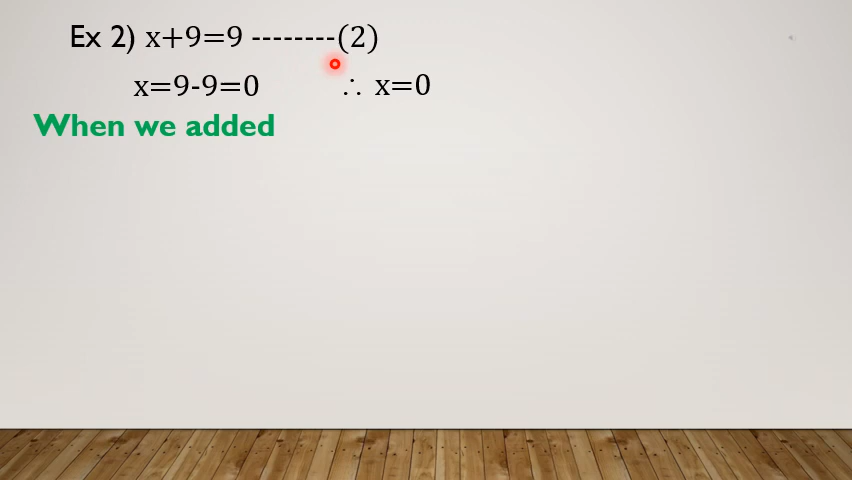 Ex 2) x+9=9 --------(2)
x=9-9=0 ∴ x=0
When we added